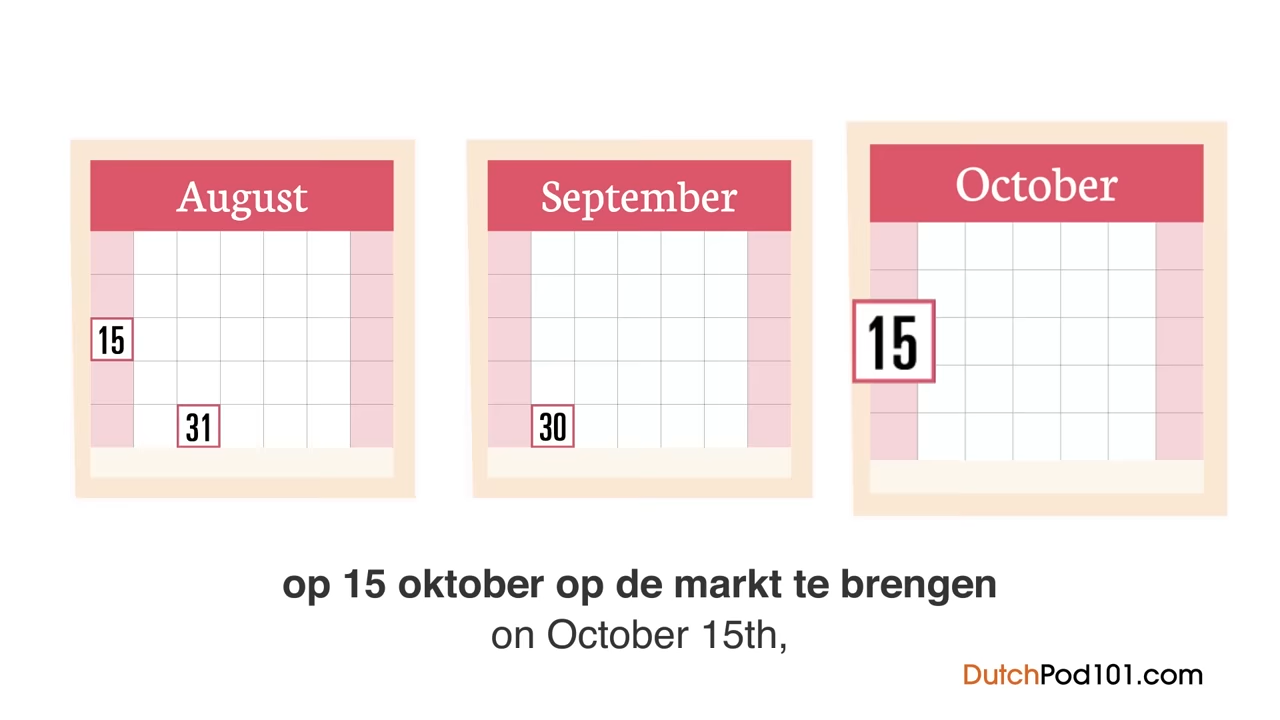 August
September
October
15
15
31
30
op 15 oktober op de markt te brengen
on October 15th,
DutchPod101.com